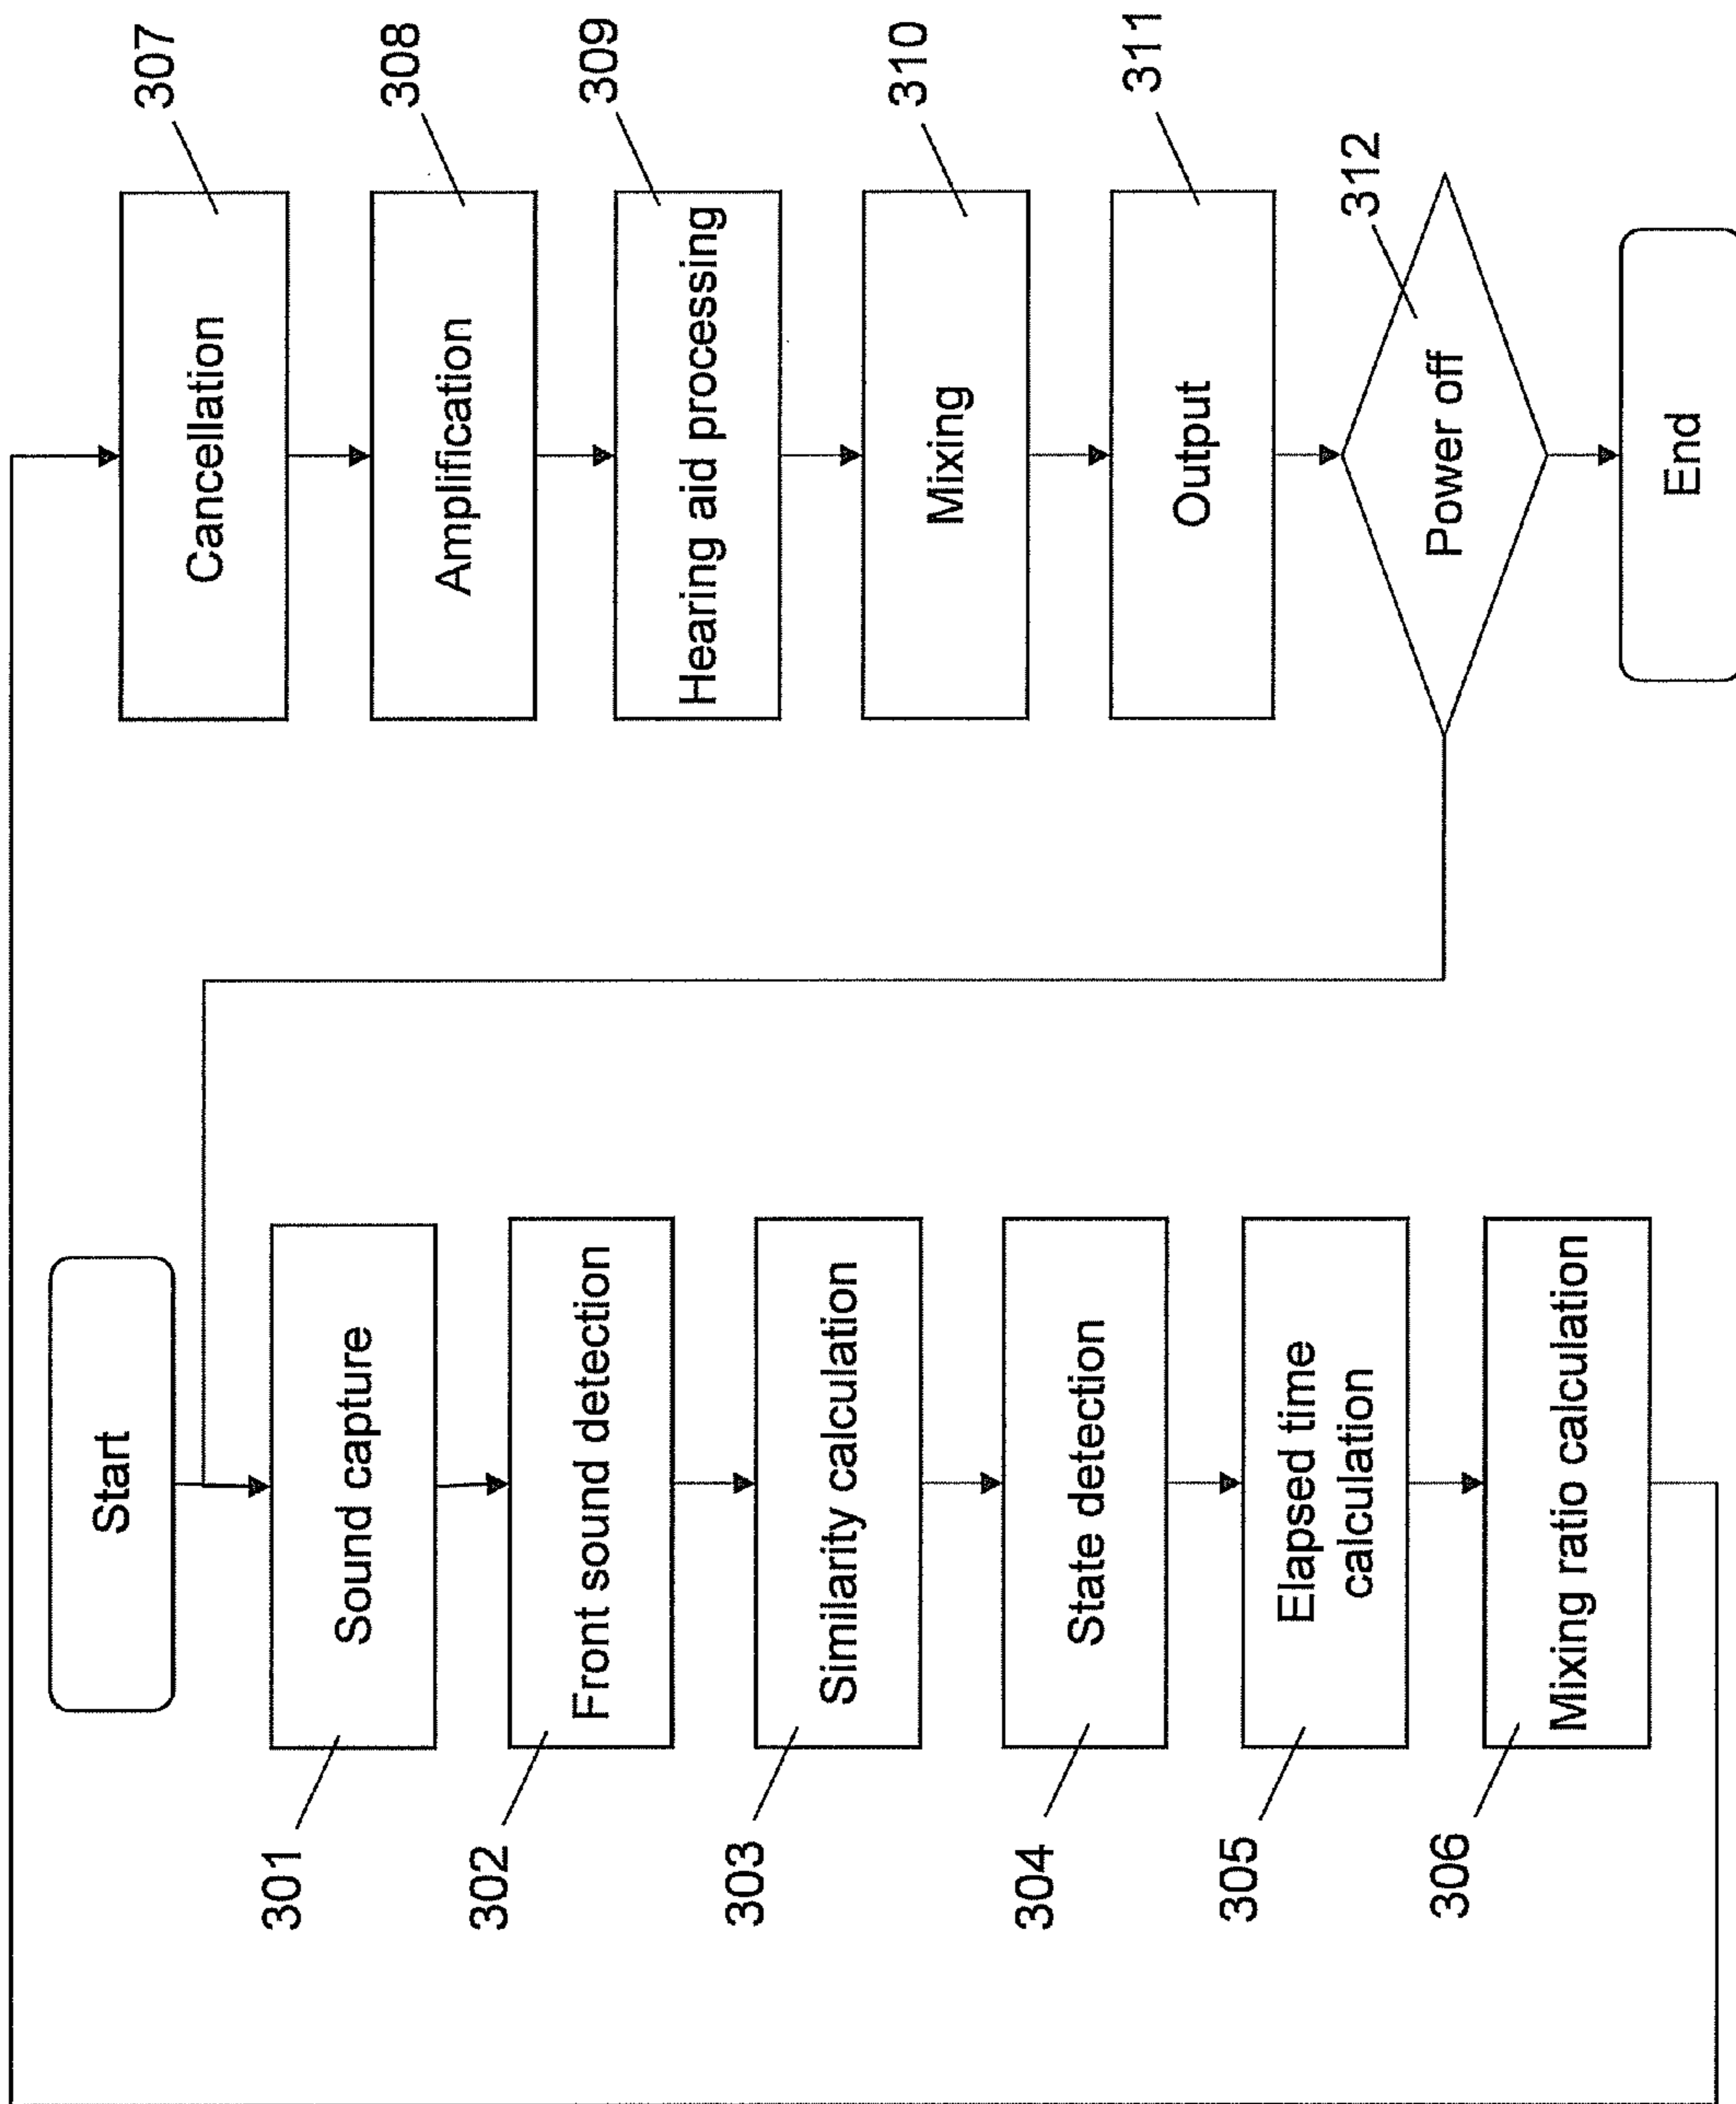 Start
301
Sound capture
302
Front sound detection
303
Similarity calculation
304
State detection
305
Elapsed time
calculation
306
Mixing ratio calculation
307
Cancellation
308
Amplification
309
Hearing aid processing
310
Mixing
311
Output
312
Power off
End